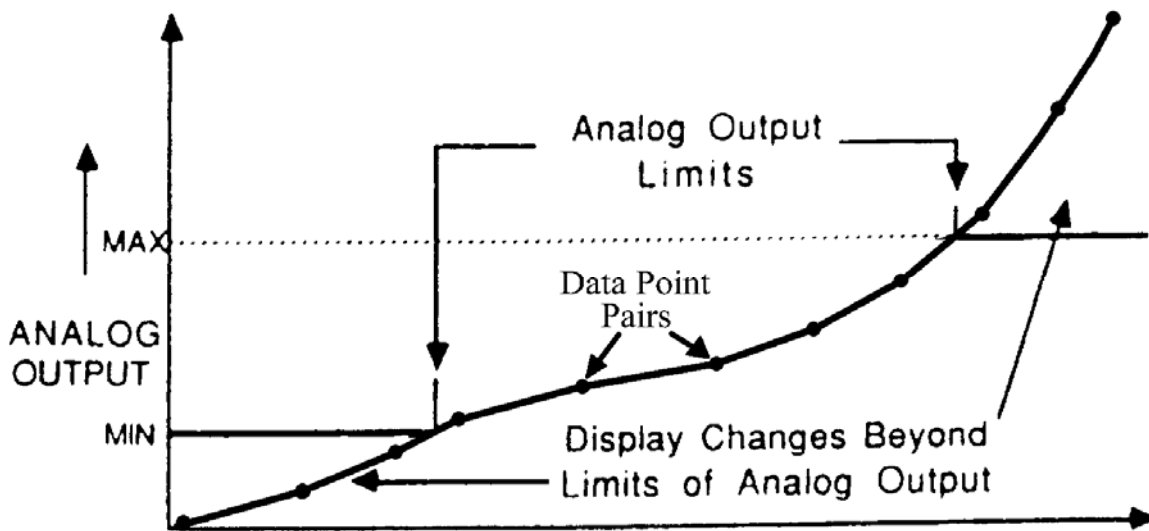 Analog Output
Limits
MAX
Data Point
Pairs
ANALOG
OUTPUT
MIN
Display Changes Beyond
Limits of Analog Output